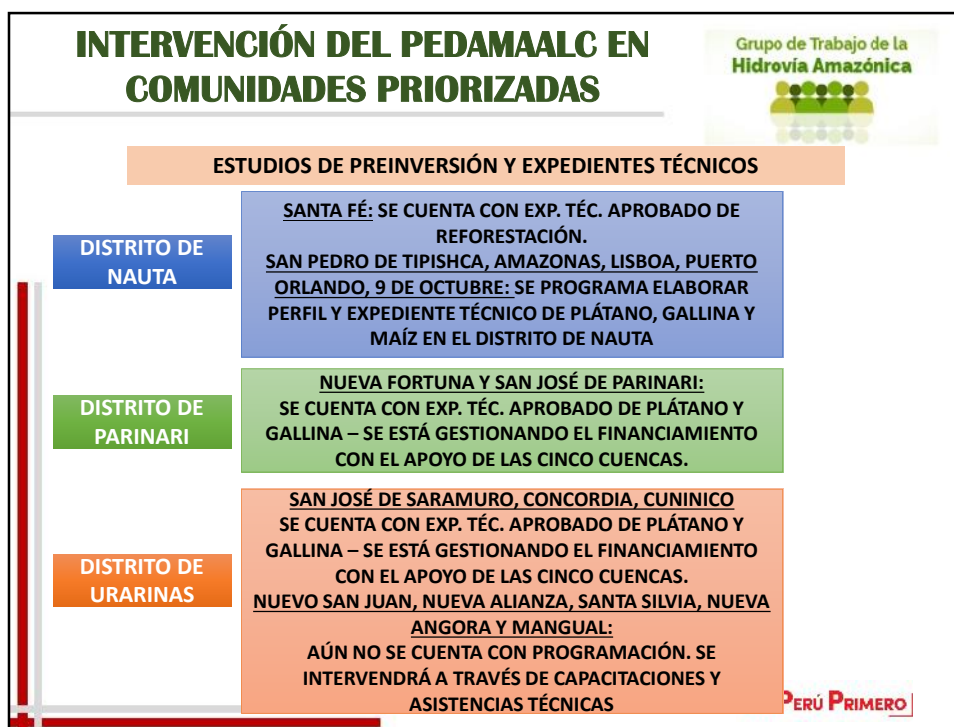 INTERVENCIÓN DEL PEDAMAALC EN
COMUNIDADES PRIORIZADAS
Grupo de Trabajo de la
Hidrovía Amazónica
ESTUDIOS DE PREINVERSIÓN Y EXPEDIENTES TÉCNICOS
DISTRITO DE
NAUTA
SANTA FÉ: SE CUENTA CON EXP. TÉC. APROBADO DE
REFORESTACIÓN.
SAN PEDRO DE TIPISHCA, AMAZONAS, LISBOA, PUERTO
ORLANDO, 9 DE OCTUBRE: SE PROGRAMA ELABORAR
PERFIL Y EXPEDIENTE TÉCNICO DE PLÁTANO, GALLINA Y
MAÍZ EN EL DISTRITO DE NAUTA
DISTRITO DE
PARINARI
NUEVA FORTUNA Y SAN JOSÉ DE PARINARI:
SE CUENTA CON EXP. TÉC. APROBADO DE PLÁTANO Y
GALLINA – SE ESTÁ GESTIONANDO EL FINANCIAMIENTO
CON EL APOYO DE LAS CINCO CUENCAS.
DISTRITO DE
URARINAS
SAN JOSÉ DE SARAMURO, CONCORDIA, CUNINICO
SE CUENTA CON EXP. TÉC. APROBADO DE PLÁTANO Y
GALLINA – SE ESTÁ GESTIONANDO EL FINANCIAMIENTO
CON EL APOYO DE LAS CINCO CUENCAS.
NUEVO SAN JUAN, NUEVA ALIANZA, SANTA SILVIA, NUEVA
ANGORA Y MANGUAL:
AÚN NO SE CUENTA CON PROGRAMACIÓN. SE
INTERVENDRÁ A TRAVÉS DE CAPACITACIONES Y
ASISTENCIAS TÉCNICAS
PERÚ PRIMERO